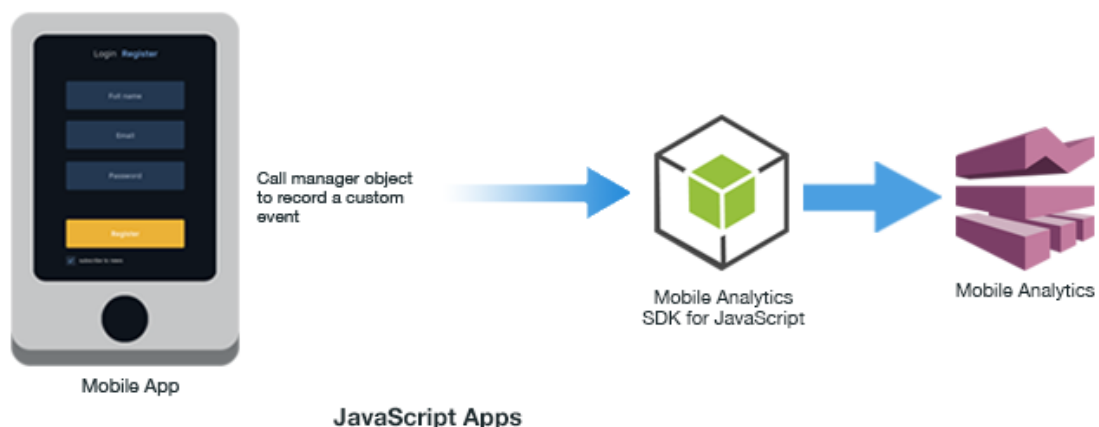 Login Register
Full name
Email
Password
Register
subscribe to news
Call manager object
to record a custom
event
Mobile Analytics
SDK for JavaScript
Mobile Analytics
Mobile App
JavaScript Apps